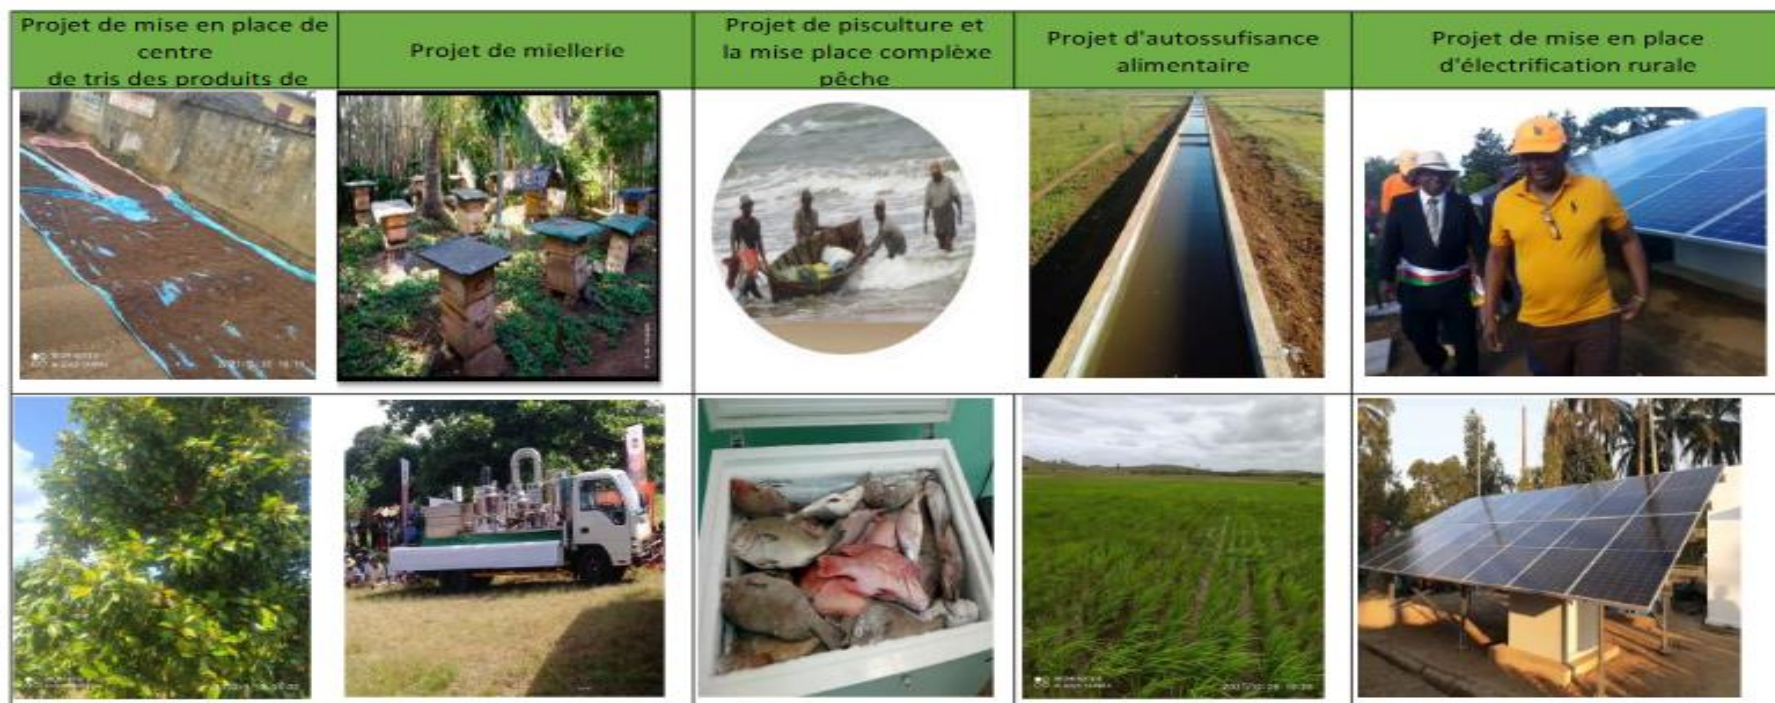 Projet de mise en place de
centre
de tris des produits de
Projet de miellerie
Projet de pisculture et
la mise place complèxe
pêche
Projet d'autossufisance
alimentaire
Projet de mise en place
d'électrification rurale